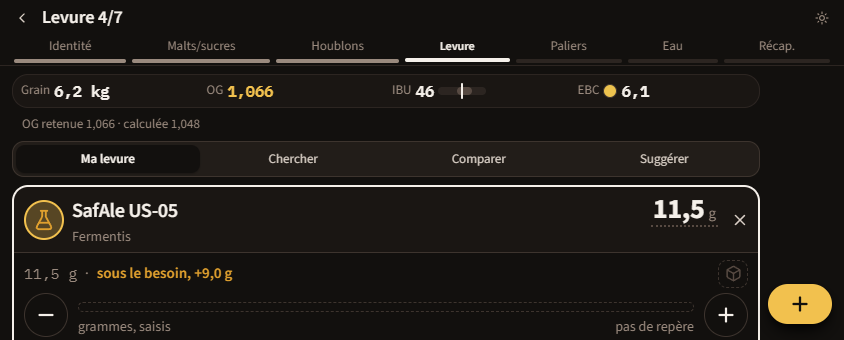 Levure 4/7
Identité Malts/sucres Houblons Levure Paliers Eau Récap.
Grain 6,2 kg OG 1,066 IBU 46 EBC 6,1
OG retenue 1,066 · calculée 1,048
Ma levure Chercher Comparer Suggérer
SafAle US-05 11,5 g
Fermentis
11,5 g · sous le besoin, +9,0 g
grammes, saisis pas de repère